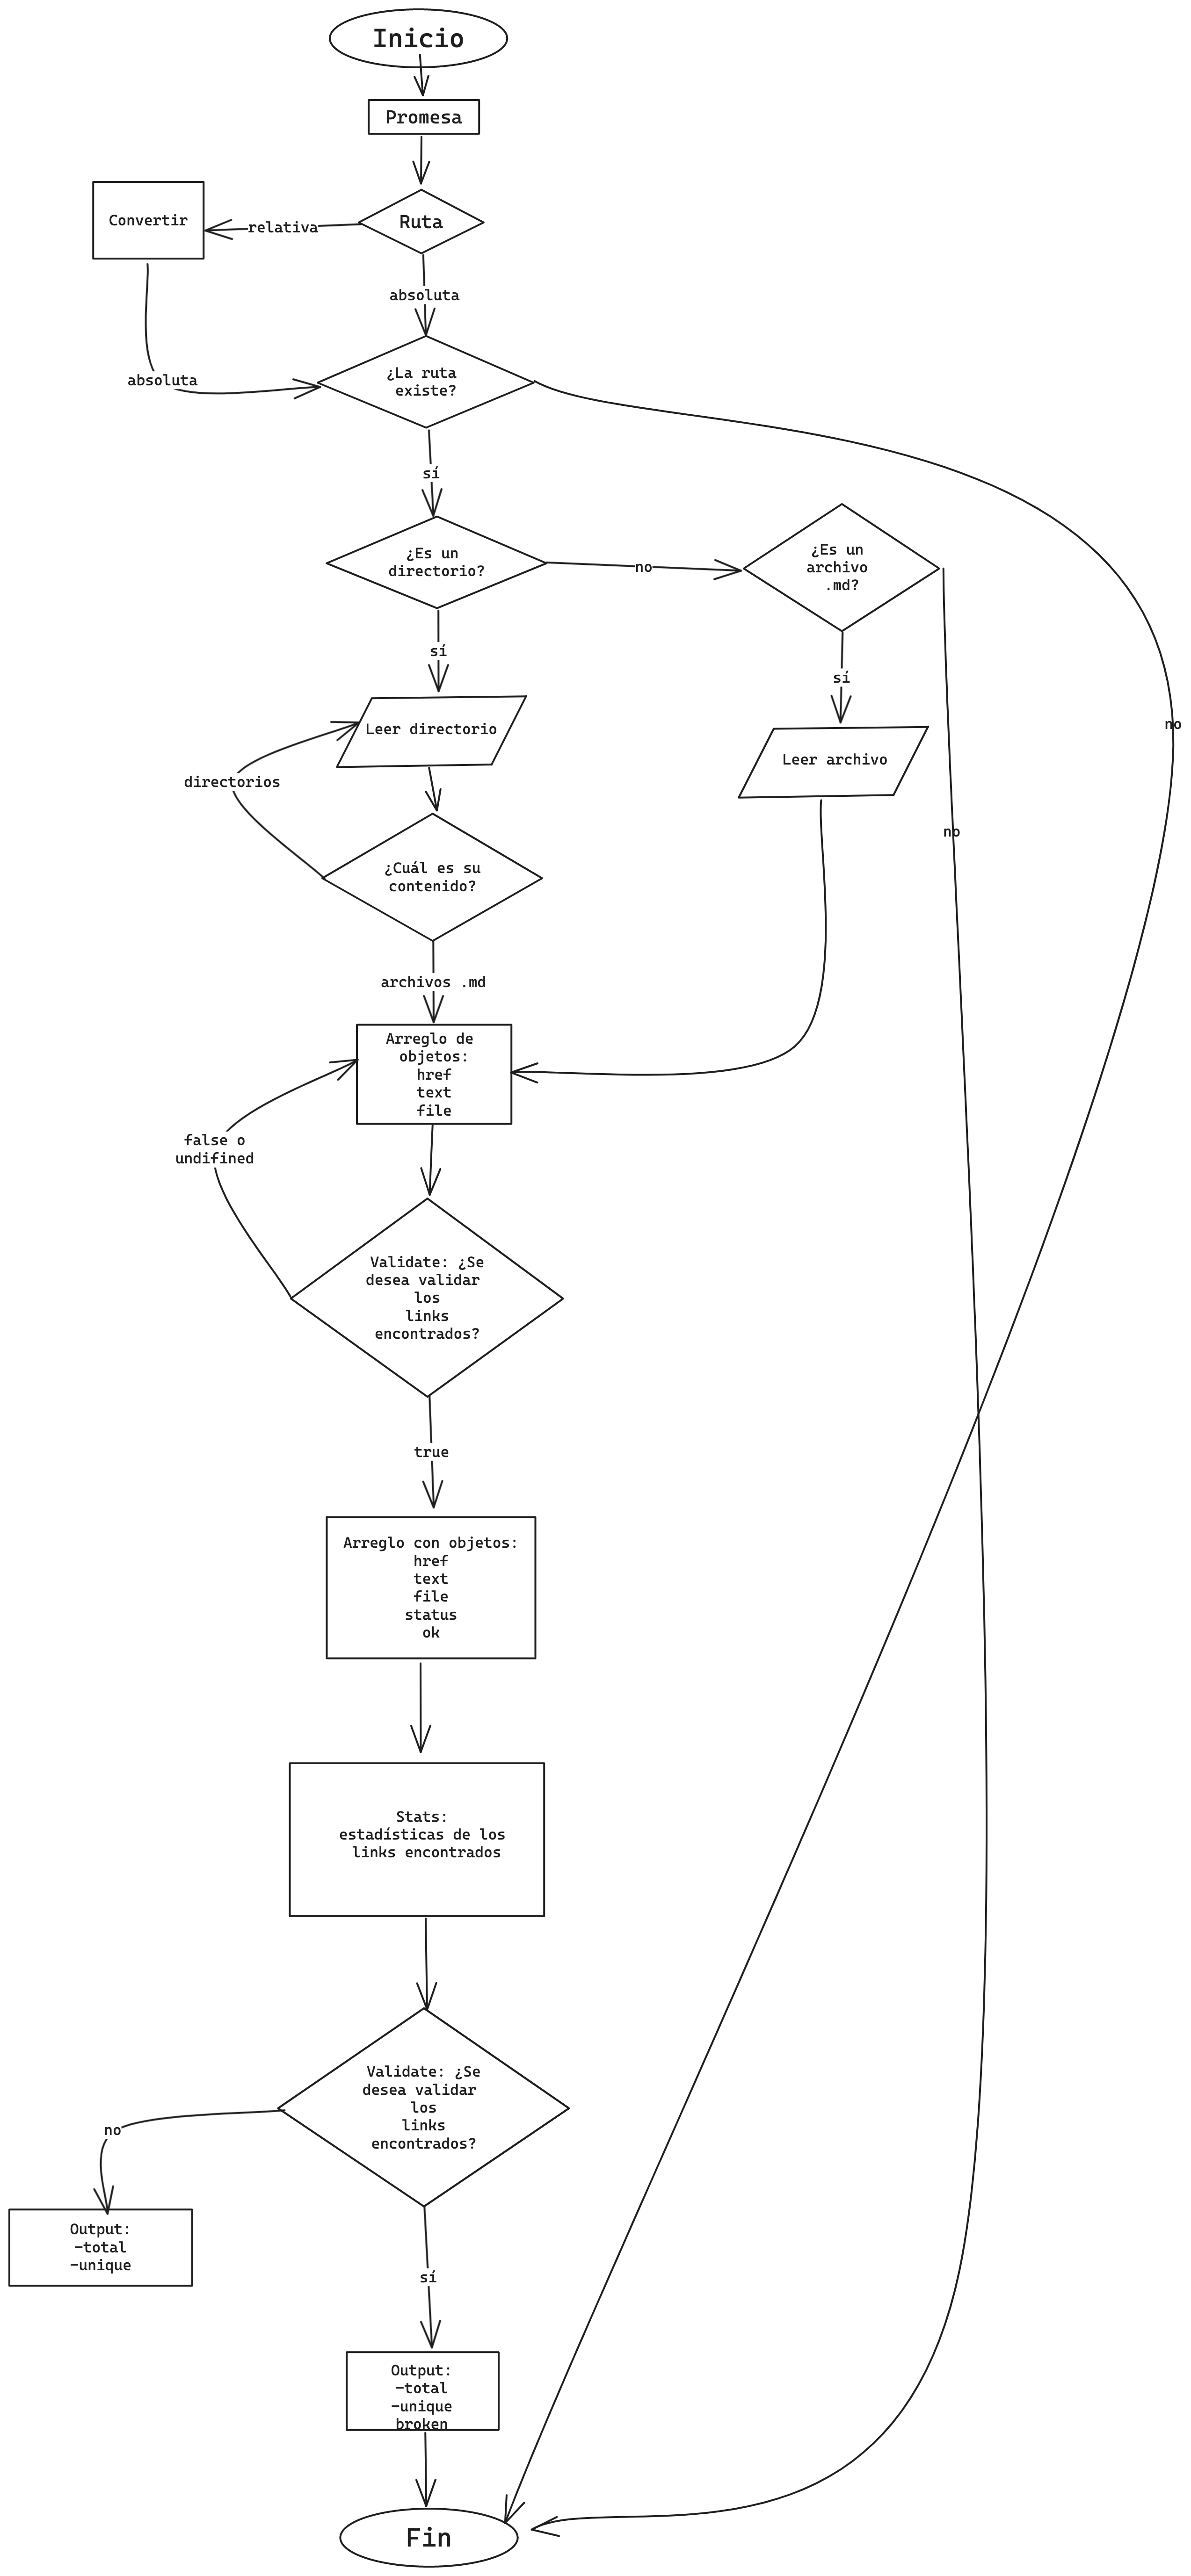 Inicio
Promesa
Convertir
relativa
Ruta
absoluta
absoluta
¿La ruta
existe?
sí
¿Es un
directorio?
no
¿Es un
archivo
.md?
sí
sí
no
Leer directorio
Leer archivo
directorios
no
¿Cuál es su
contenido?
archivos .md
Arreglo de
objetos:
href
text
file
false o
undifined
Validate: ¿Se
desea validar
los
links
encontrados?
true
Arreglo con objetos:
href
text
file
status
ok
Stats:
estadísticas de los
links encontrados
Validate: ¿Se
desea validar
los
links
encontrados?
no
Output:
-total
-unique
sí
Output:
-total
-unique
broken
Fin